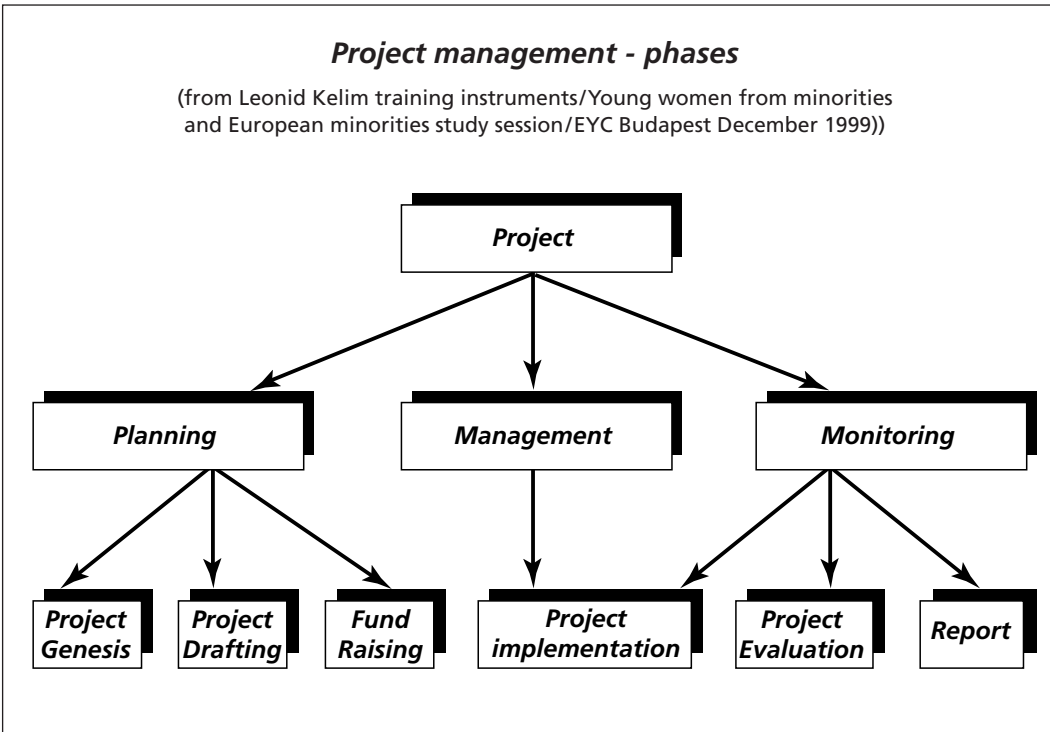 Project management - phases
(from Leonid Kelim training instruments/Young women from minorities
and European minorities study session/EYC Budapest December 1999))
Project
Planning
Management
Monitoring
Project
Genesis
Project
Drafting
Fund
Raising
Project
implementation
Project
Evaluation
Report